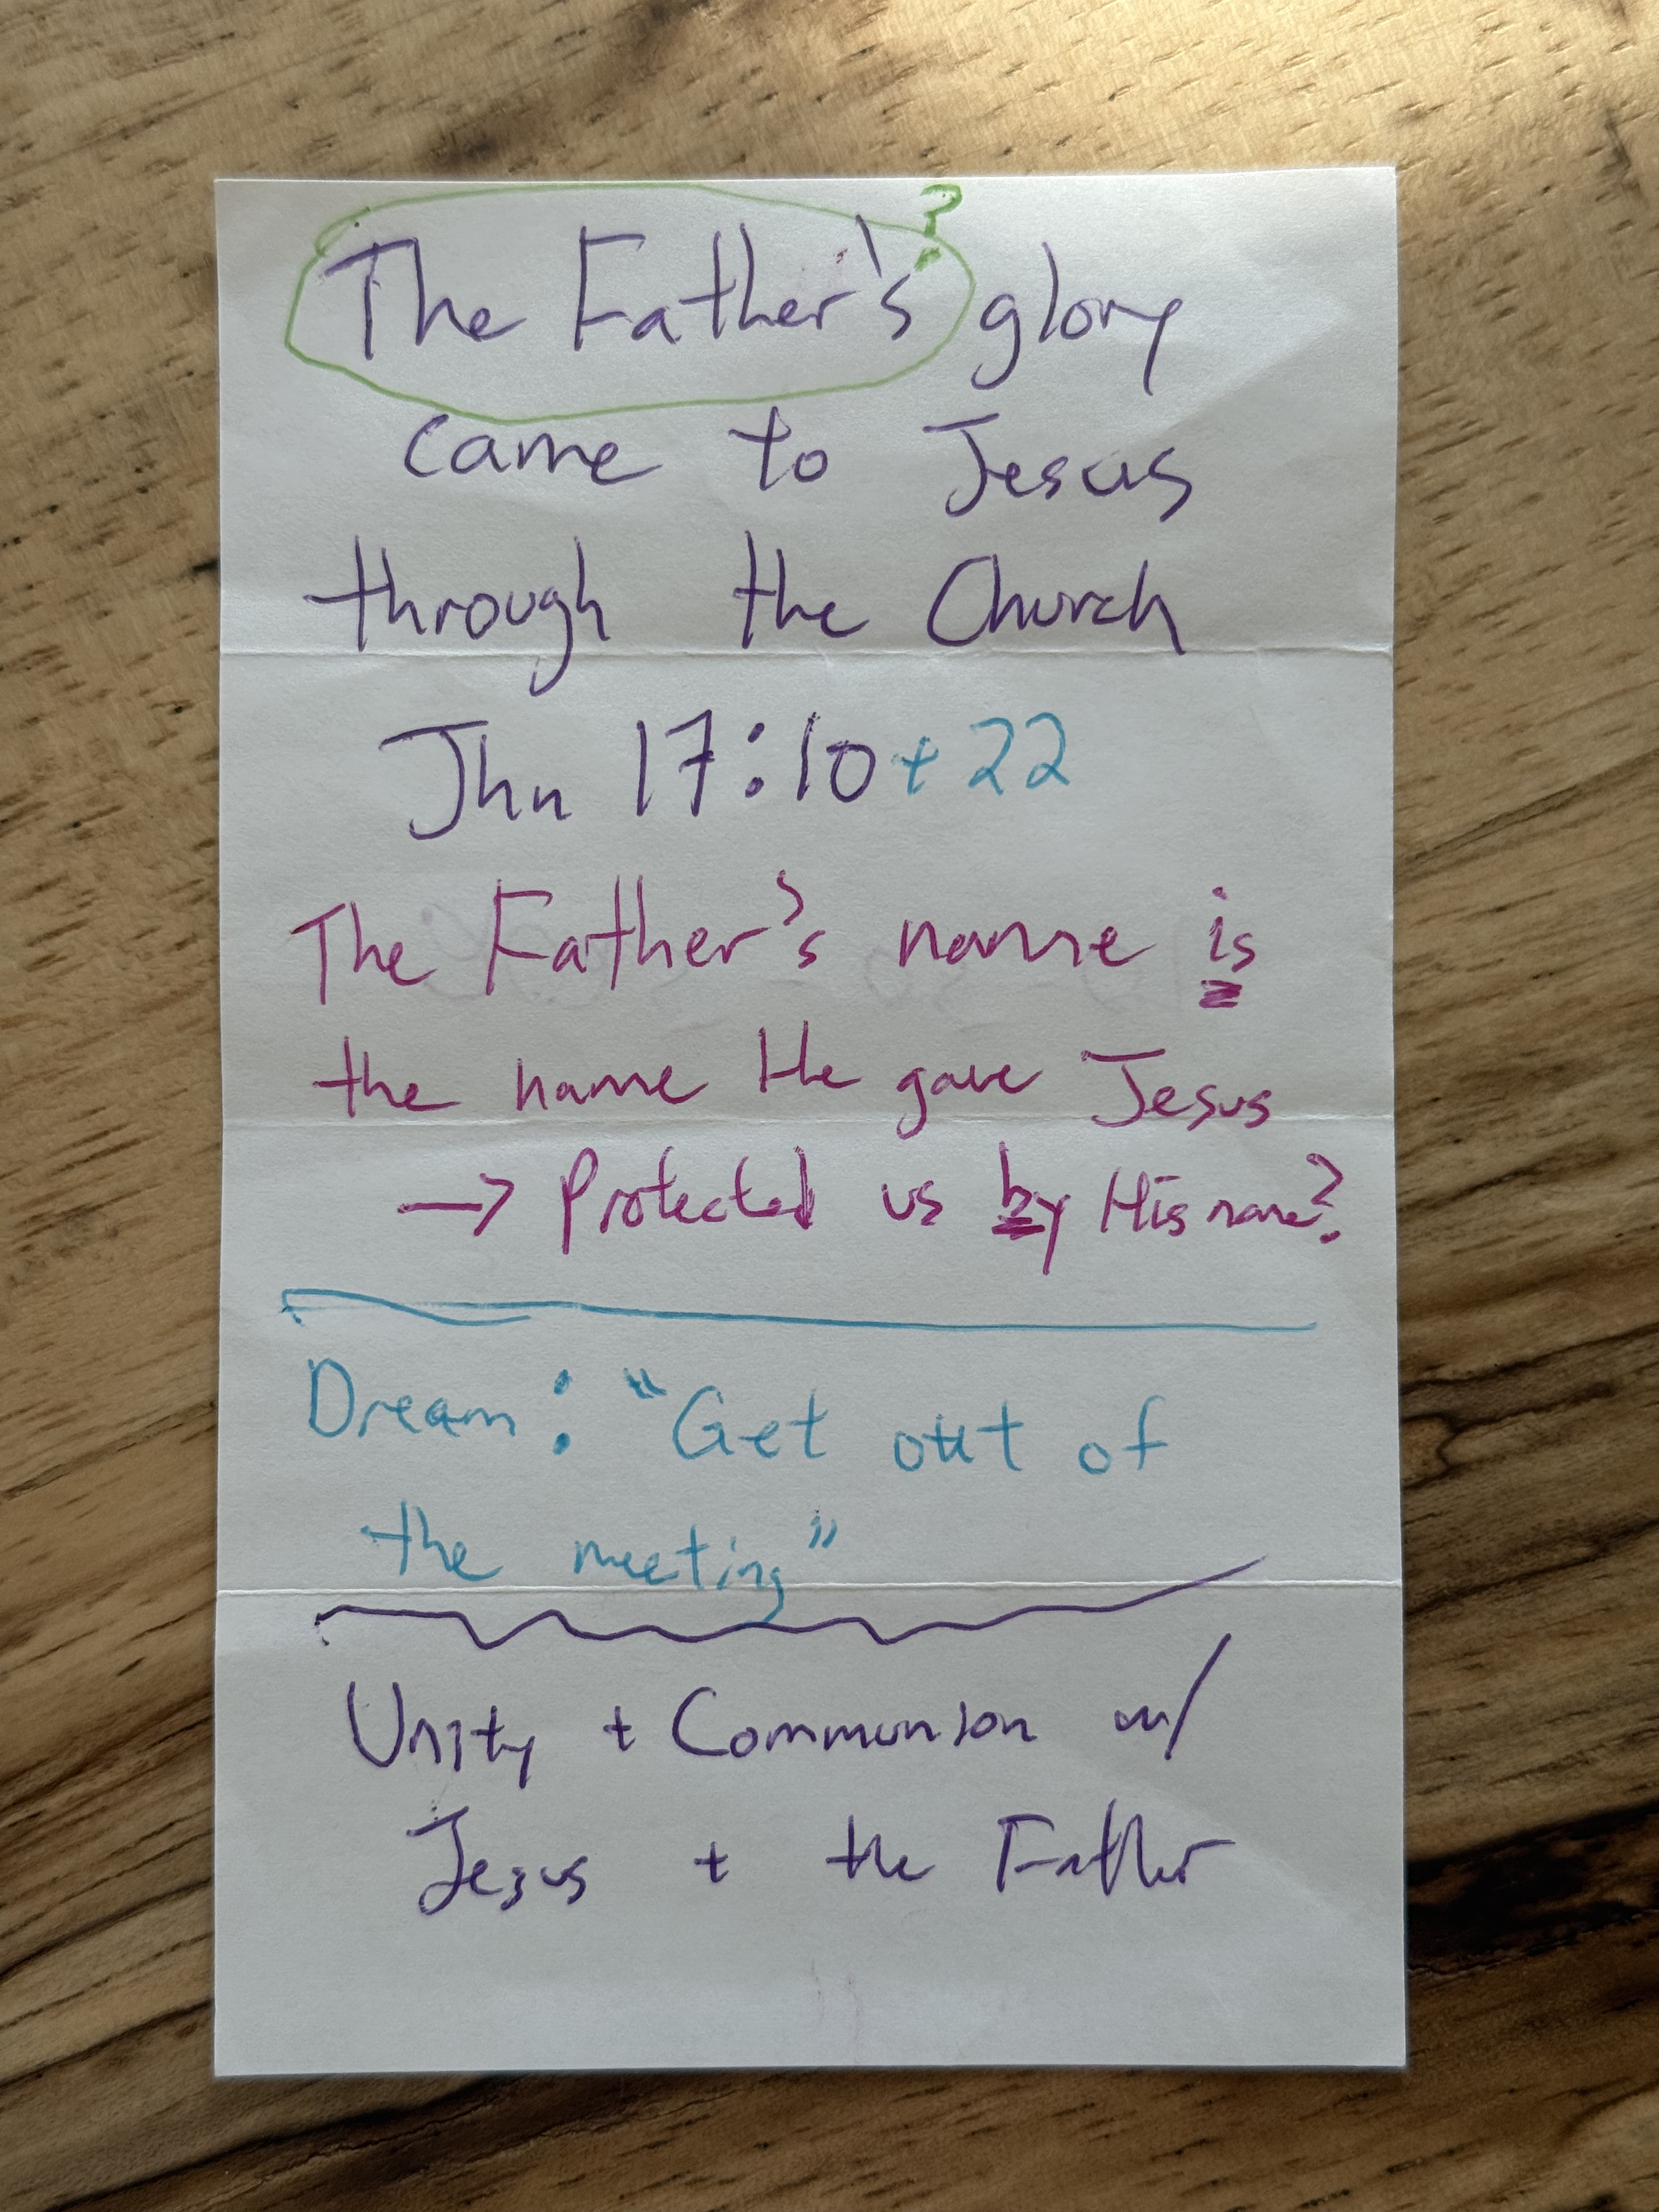 The Father's? glory
came to Jesus
through the Church
Jhn 17:10 + 22
The Father's name is
the name He gave Jesus
→ Protected us by His name?
Dream: "Get out of
the meeting"
Unity + Communion w/
Jesus + the Father